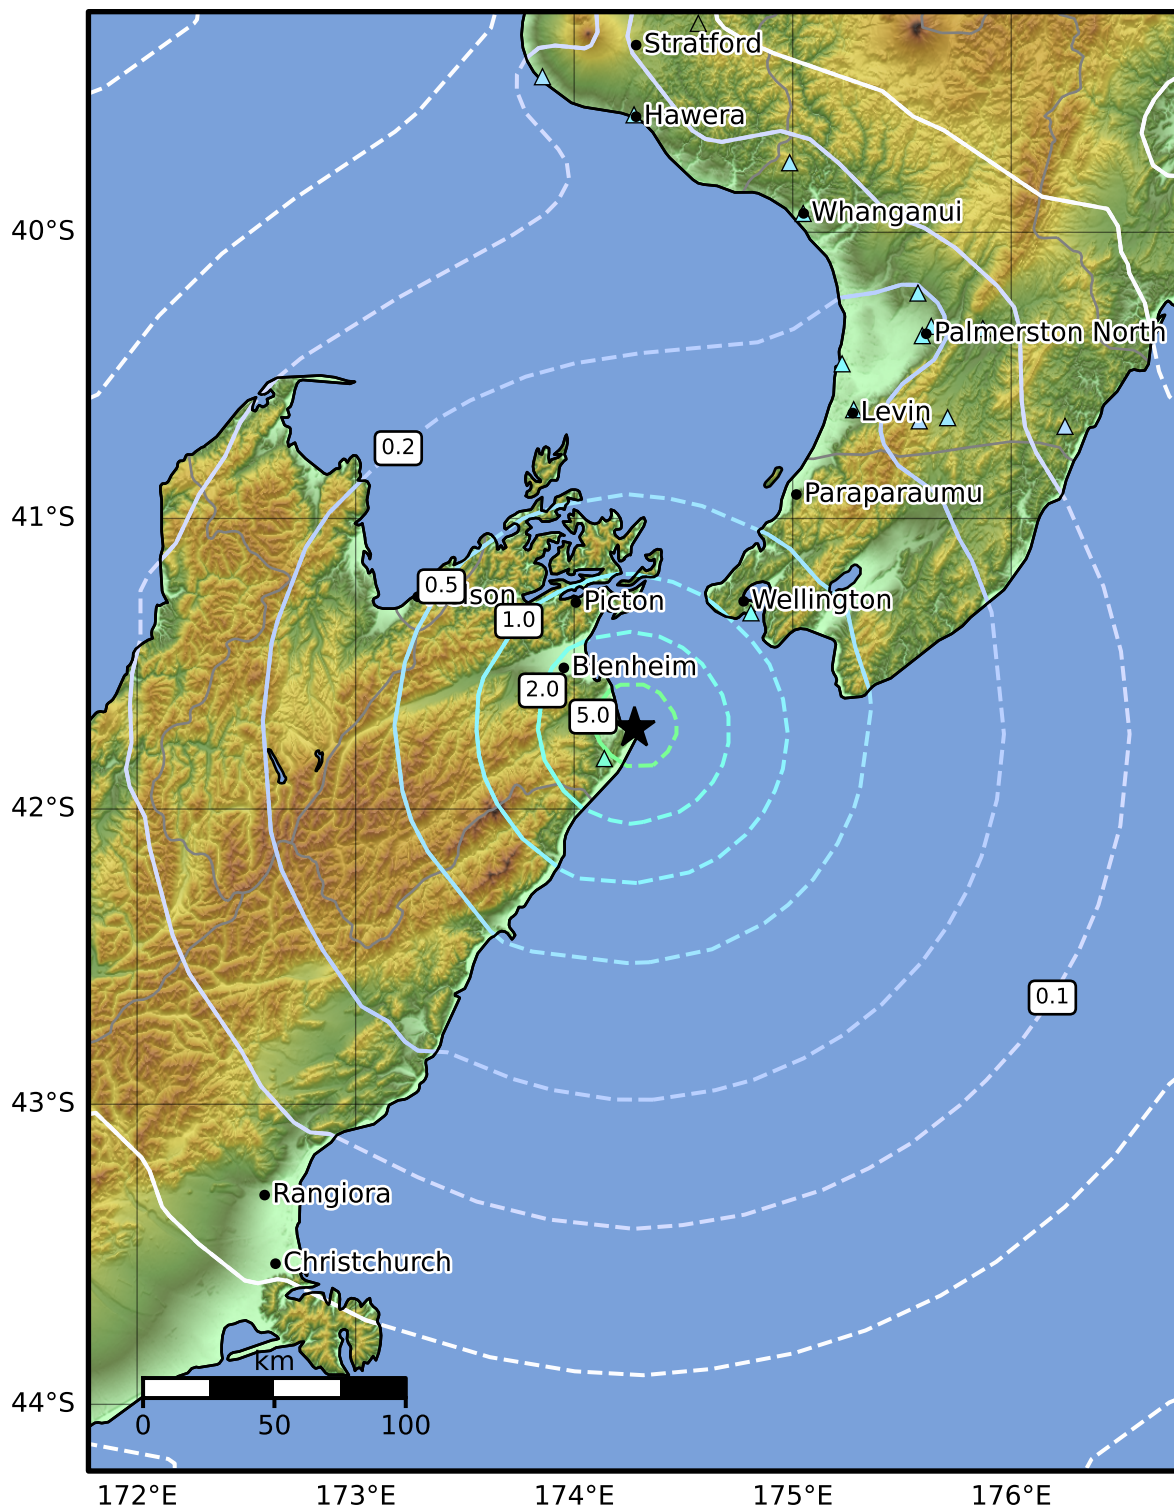 Stratford
Hawera
Whanganui
40°S
Palmerston North
Levin
0.2
Paraparaumu
41°S
0.5
lson
Picton
Wellington
1.0
Blenheim
2.0
5.0
42°S
0.1
43°S
Rangiora
Christchurch
km
44°S
0 50 100
172°E 173°E 174°E 175°E 176°E